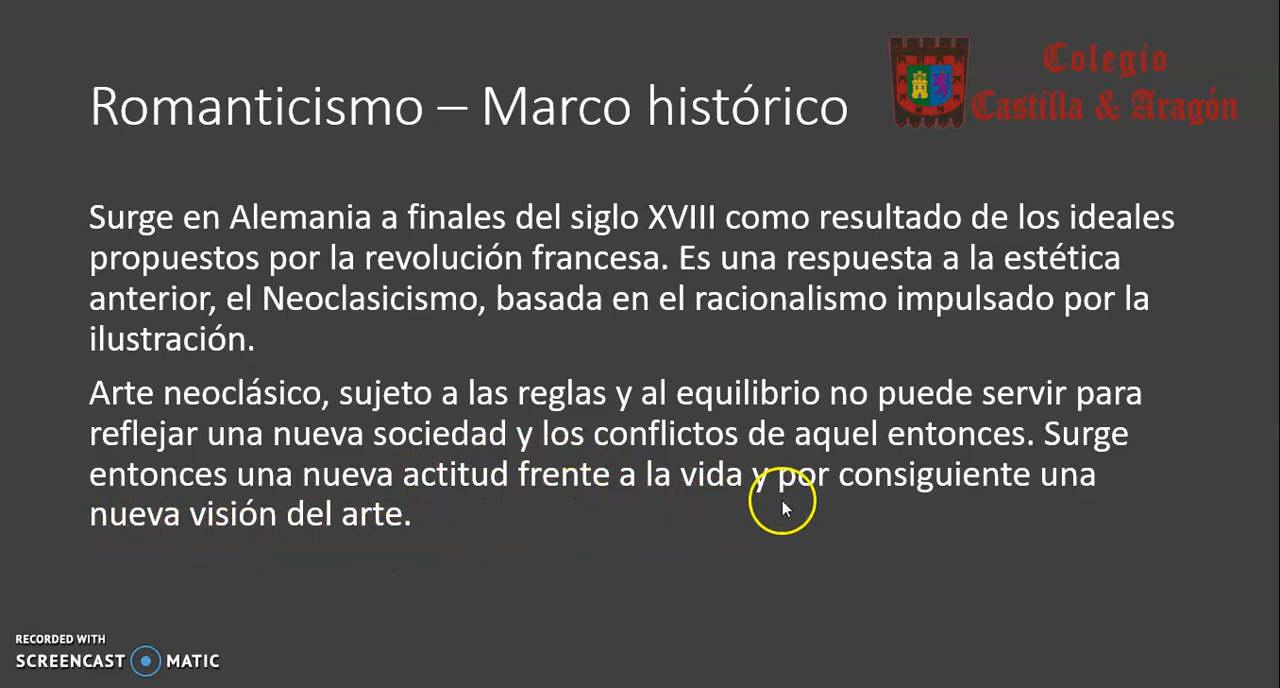 Colegio
Castilla & Aragón
Romanticismo – Marco histórico
Surge en Alemania a finales del siglo XVIII como resultado de los ideales
propuestos por la revolución francesa. Es una respuesta a la estética
anterior, el Neoclasicismo, basada en el racionalismo impulsado por la
ilustración.
Arte neoclásico, sujeto a las reglas y al equilibrio no puede servir para
reflejar una nueva sociedad y los conflictos de aquel entonces. Surge
entonces una nueva actitud frente a la vida y por consiguiente una
nueva visión del arte.
RECORDED WITH
SCREENCAST MATIC